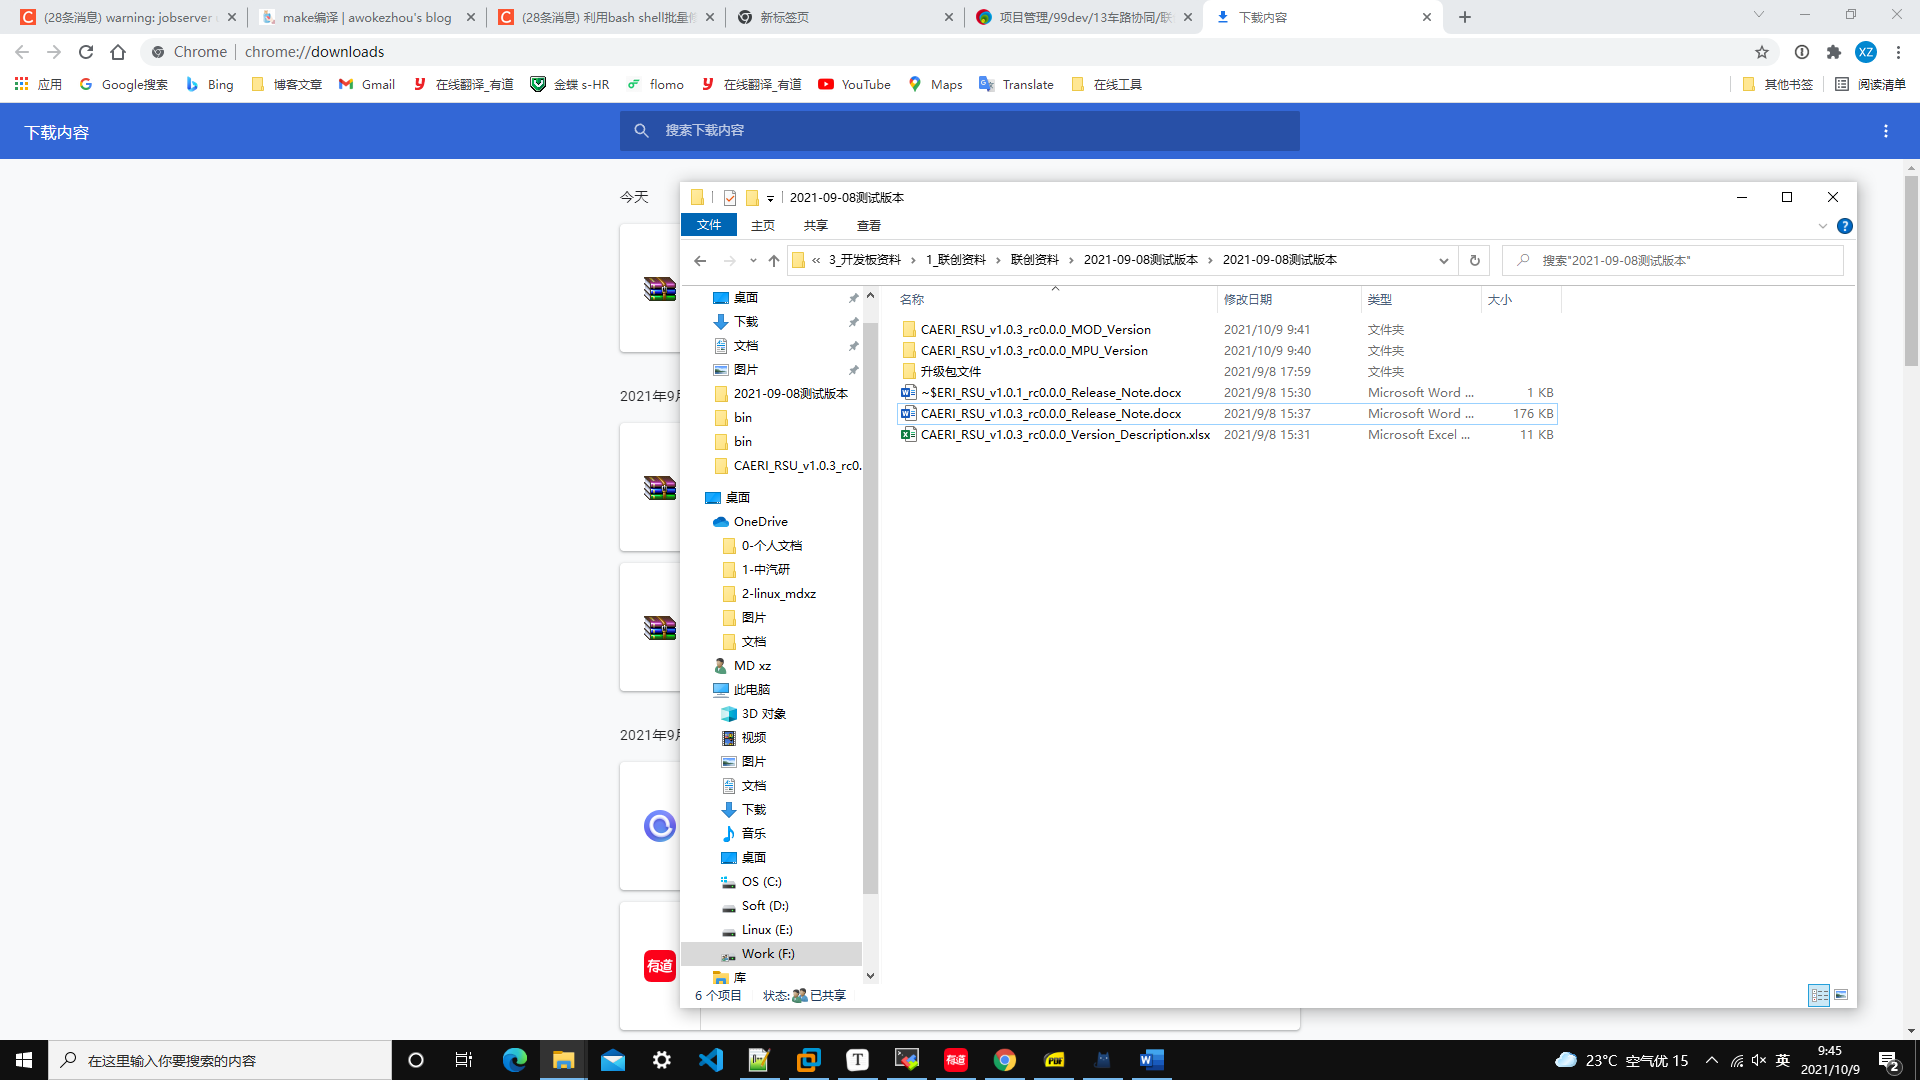 (28条消息) warning: jobserver
make编译 | awokezhou's blog
(28条消息) 利用bash shell批量
新标签页
项目管理/99dev/13车路协同/联
下载内容
Chrome | chrome://downloads
XZ
应用
Google搜索
Bing
博客文章
Gmail
在线翻译_有道
金蝶 s-HR
flomo
在线翻译_有道
YouTube
Maps
Translate
在线工具
其他书签
阅读清单
下载内容
搜索下载内容
今天
2021年9月
2021年9月
有道
2021-09-08测试版本
文件
主页
共享
查看
« 3_开发板资料 › 1_联创资料 › 联创资料 › 2021-09-08测试版本 › 2021-09-08测试版本
搜索"2021-09-08测试版本"
桌面
下载
文档
图片
2021-09-08测试版本
bin
bin
CAERI_RSU_v1.0.3_rc0.
桌面
OneDrive
0-个人文档
1-中汽研
2-linux_mdxz
图片
文档
MD xz
此电脑
3D 对象
视频
图片
文档
下载
音乐
桌面
OS (C:)
Soft (D:)
Linux (E:)
Work (F:)
库
名称 修改日期 类型 大小
CAERI_RSU_v1.0.3_rc0.0.0_MOD_Version 2021/10/9 9:41 文件夹
CAERI_RSU_v1.0.3_rc0.0.0_MPU_Version 2021/10/9 9:40 文件夹
升级包文件 2021/9/8 17:59 文件夹
~$ERI_RSU_v1.0.1_rc0.0.0_Release_Note.docx 2021/9/8 15:30 Microsoft Word ... 1 KB
CAERI_RSU_v1.0.3_rc0.0.0_Release_Note.docx 2021/9/8 15:37 Microsoft Word ... 176 KB
CAERI_RSU_v1.0.3_rc0.0.0_Version_Description.xlsx 2021/9/8 15:31 Microsoft Excel ... 11 KB
6 个项目 状态: 已共享
在这里输入你要搜索的内容
T
有道
PDF
23°C 空气优 15
英
9:45
2021/10/9
2